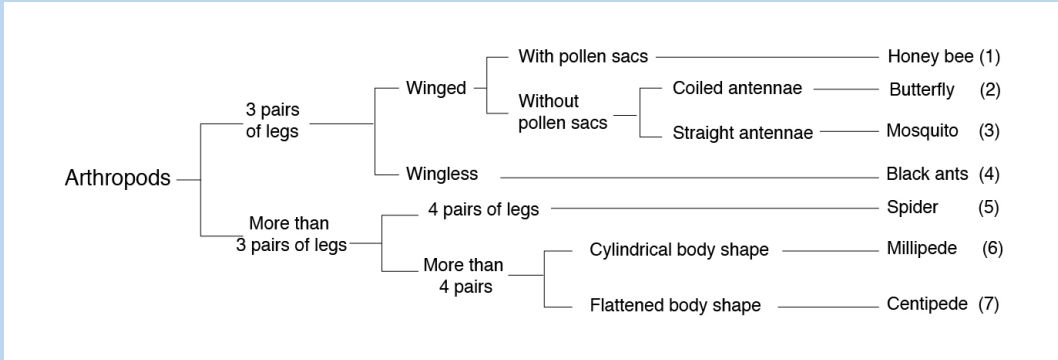 With pollen sacs Honey bee (1)
Winged Coiled antennae Butterfly (2)
3 pairs
of legs
Without
pollen sacs
Straight antennae Mosquito (3)
Arthropods
Wingless Black ants (4)
4 pairs of legs Spider (5)
More than
3 pairs of legs
Cylindrical body shape Millipede (6)
More than
4 pairs
Flattened body shape Centipede (7)